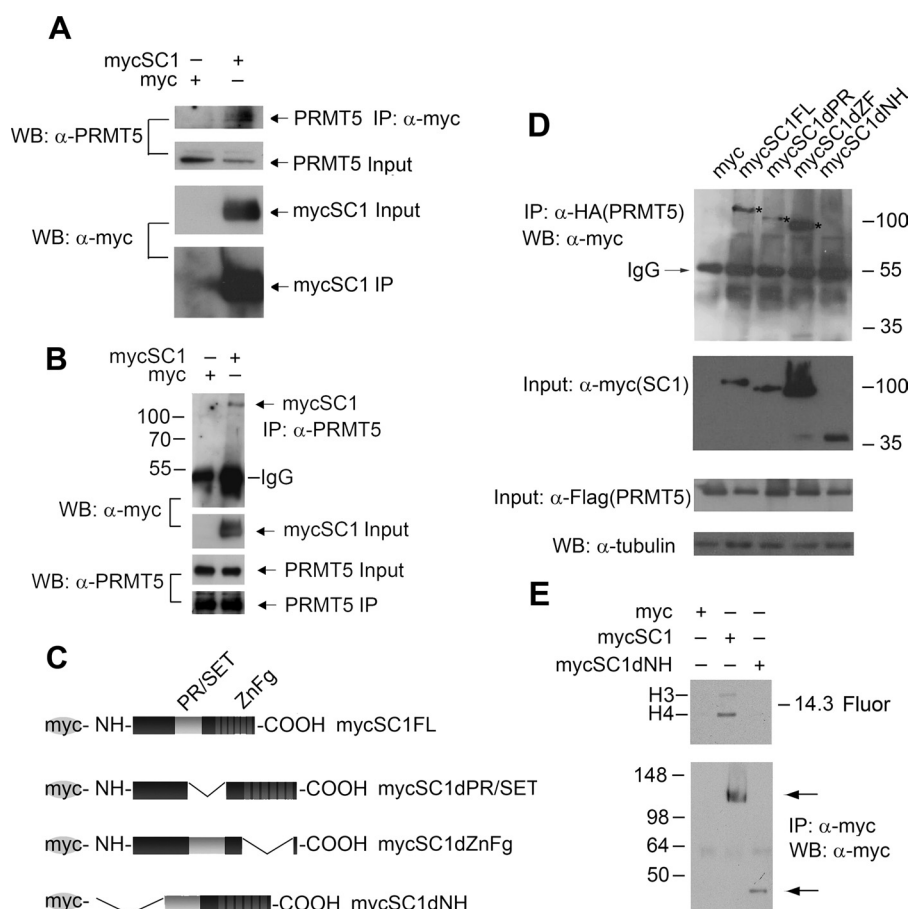 A
mycSC1 – +
myc + –
WB: α-PRMT5
PRMT5 IP: α-myc
PRMT5 Input
WB: α-myc
mycSC1 Input
mycSC1 IP
B
mycSC1 – +
myc + –
100
70
55
mycSC1
IP: α-PRMT5
IgG
WB: α-myc
mycSC1 Input
WB: α-PRMT5
PRMT5 Input
PRMT5 IP
C
PR/SET
ZnFg
myc- NH- -COOH mycSC1FL
myc- NH- -COOH mycSC1dPR/SET
myc- NH- -COOH mycSC1dZnFg
myc- -COOH mycSC1dNH
D
myc
mycSC1FL
mycSC1dPR
mycSC1dZF
mycSC1dNH
IP: α-HA(PRMT5)
WB: α-myc
IgG
* * *
100
55
35
Input: α-myc(SC1)
100
35
Input: α-Flag(PRMT5)
WB: α-tubulin
E
myc + – –
mycSC1 – + –
mycSC1dNH – – +
H3
H4
14.3 Fluor
148
98
64
50
IP: α-myc
WB: α-myc